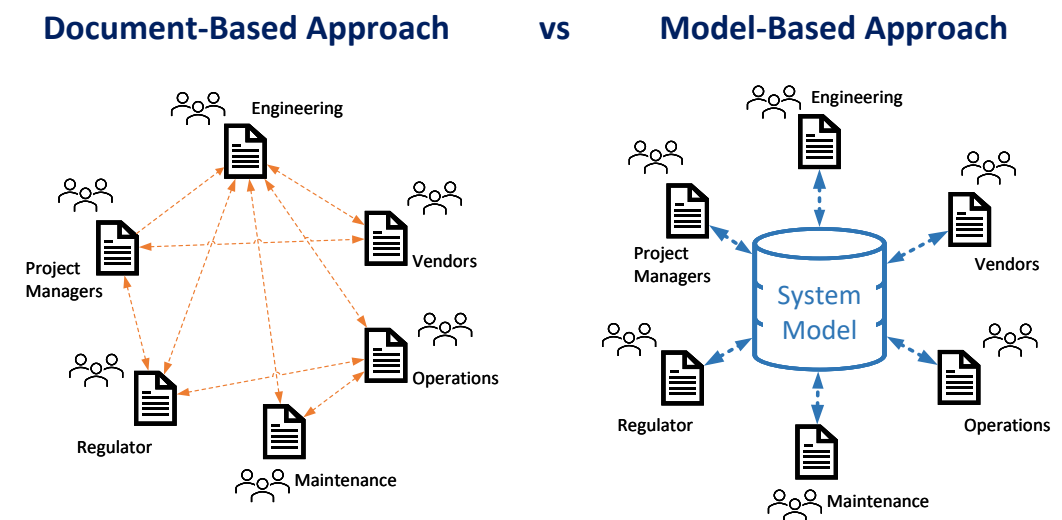 Document-Based Approach vs Model-Based Approach
Engineering
Vendors
Project
Managers
Operations
Regulator
Maintenance
Engineering
Project
Managers
Vendors
System
Model
Regulator
Operations
Maintenance